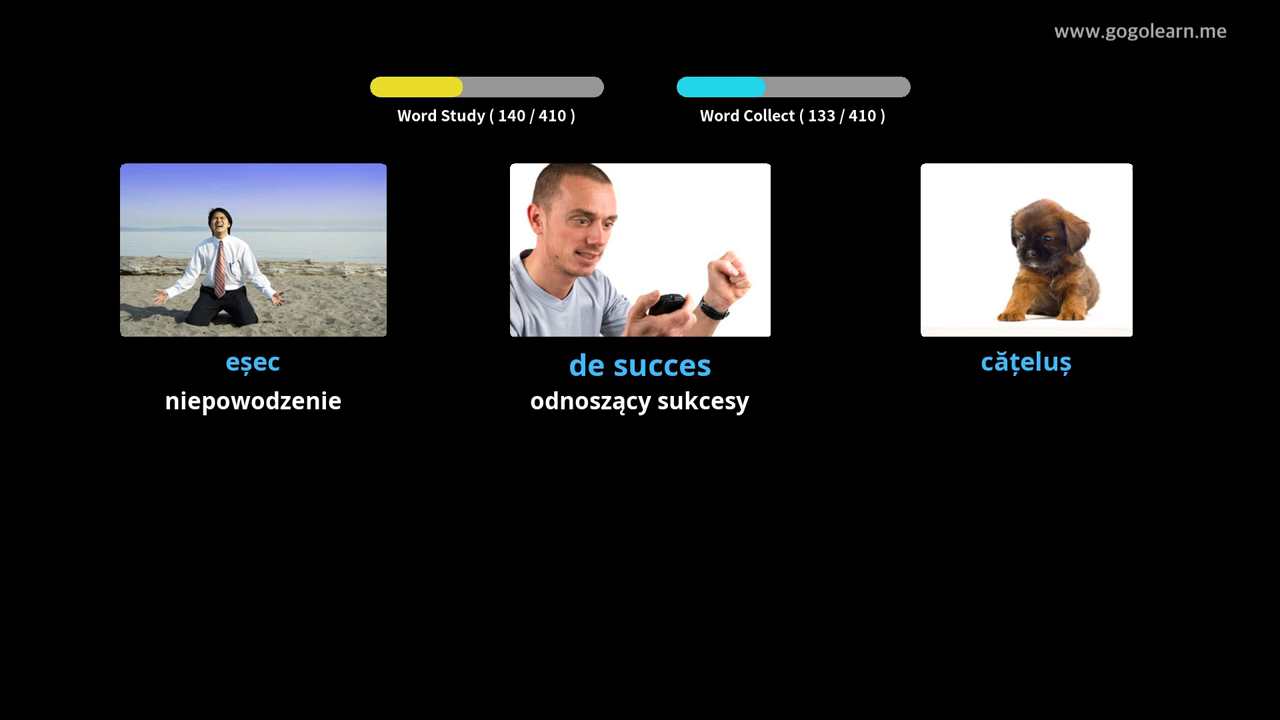 www.gogolearn.me
Word Study ( 140 / 410 )
Word Collect ( 133 / 410 )
eșec
de succes
cățeluș
niepowodzenie
odnoszący sukcesy